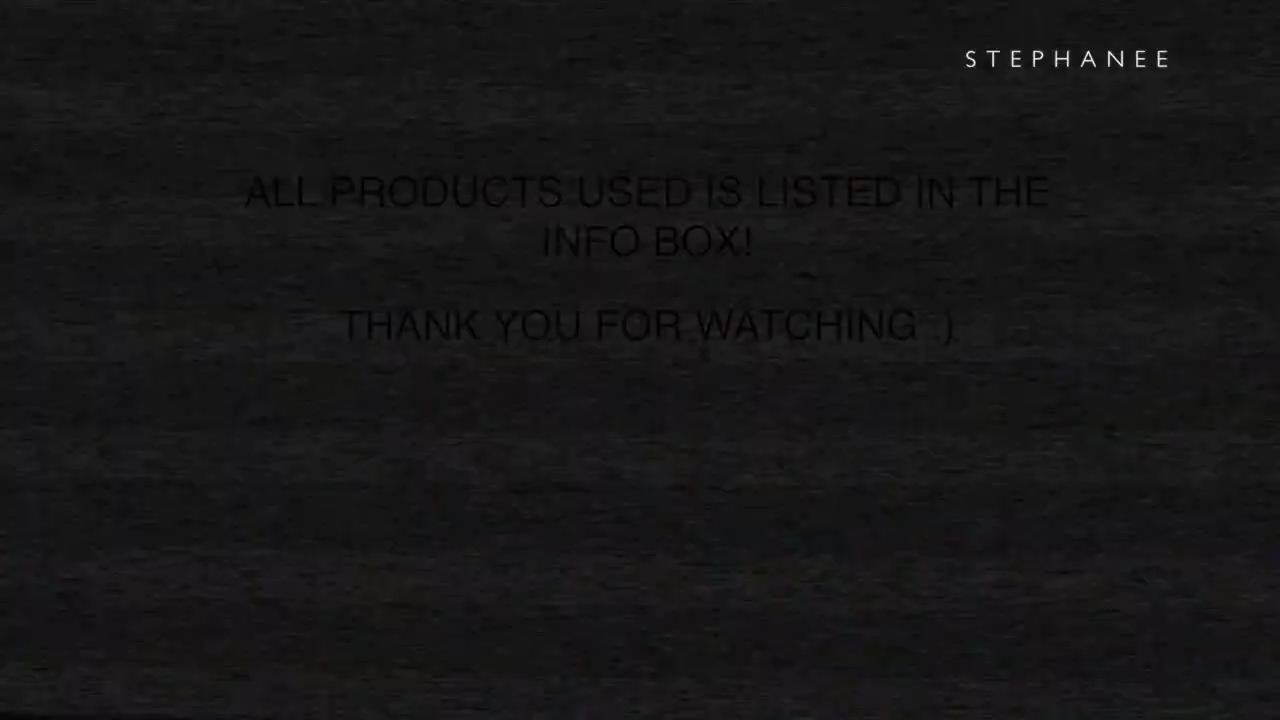 STEPHANEE
ALL PRODUCTS USED IS LISTED IN THE
INFO BOX!
THANK YOU FOR WATCHING :)